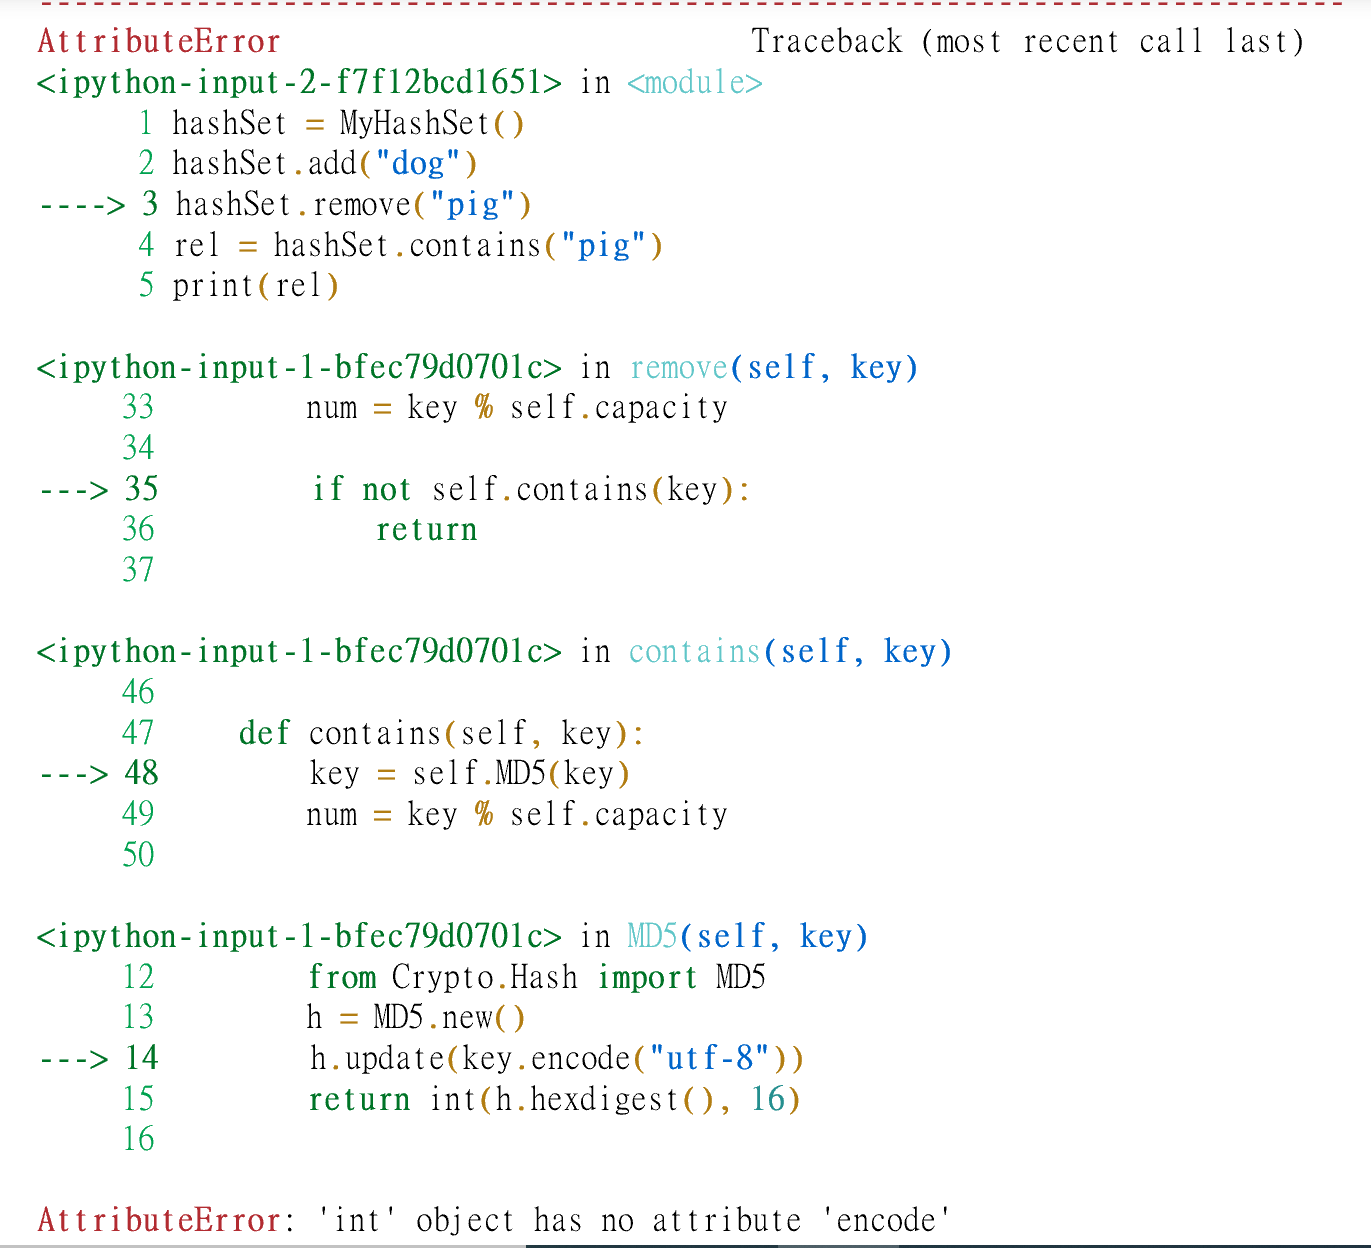 ---------------------------------------------------------------------------
AttributeError                            Traceback (most recent call last)
<ipython-input-2-f7f12bcd1651> in <module>
      1 hashSet = MyHashSet()
      2 hashSet.add("dog")
----> 3 hashSet.remove("pig")
      4 rel = hashSet.contains("pig")
      5 print(rel)
<ipython-input-1-bfec79d0701c> in remove(self, key)
     33         num = key % self.capacity
     34
---> 35         if not self.contains(key):
     36             return
     37
<ipython-input-1-bfec79d0701c> in contains(self, key)
     46
     47     def contains(self, key):
---> 48         key = self.MD5(key)
     49         num = key % self.capacity
     50
<ipython-input-1-bfec79d0701c> in MD5(self, key)
     12         from Crypto.Hash import MD5
     13         h = MD5.new()
---> 14         h.update(key.encode("utf-8"))
     15         return int(h.hexdigest(), 16)
     16
AttributeError: 'int' object has no attribute 'encode'